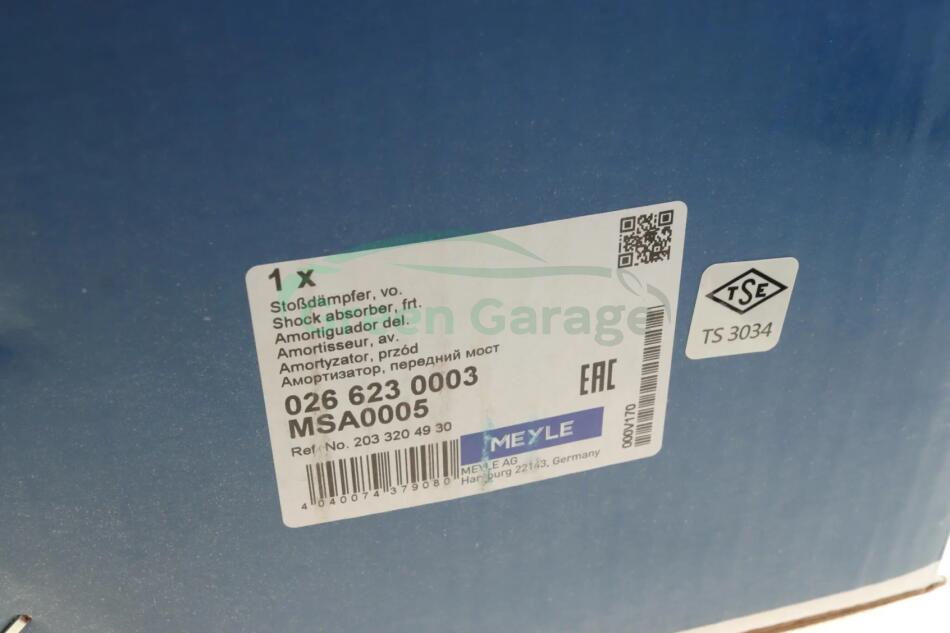 1 x
Stoßdämpfer, vo.
Shock absorber, frt.
Amortiguador del.
Amortisseur, av.
Amortyzator, przód
Амортизатор, передний мост
026 623 0003
MSA0005
Ref. No. 203 320 49 30
4 040074 379080
MEYLE
MEYLE AG
Hamburg 22143, Germany
EAC
000V170
Green Garage
TSE
TS 3034